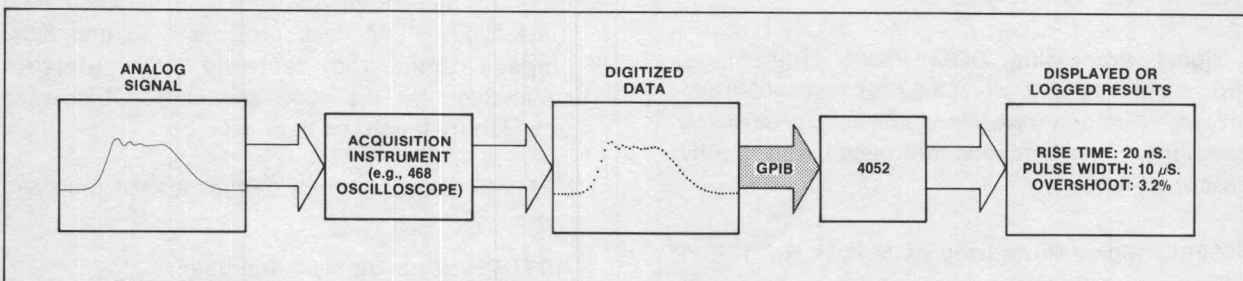 ANALOG
SIGNAL
ACQUISITION
INSTRUMENT
(e.g., 468
OSCILLOSCOPE)
DIGITIZED
DATA
GPIB
4052
DISPLAYED OR
LOGGED RESULTS
RISE TIME: 20 nS.
PULSE WIDTH: 10 μS.
OVERSHOOT: 3.2%